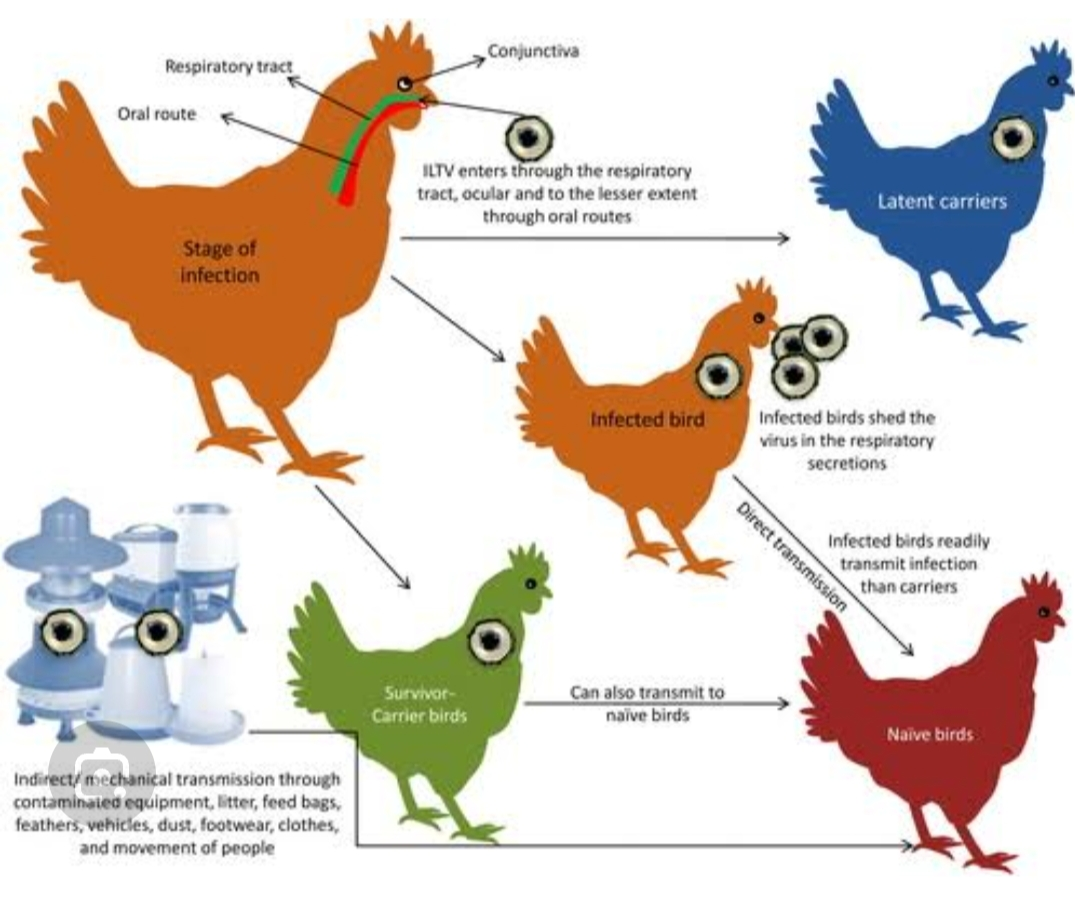 Conjunctiva
Respiratory tract
Oral route
ILTV enters through the respiratory
tract, ocular and to the lesser extent
through oral routes
Latent carriers
Stage of
infection
Infected bird
Infected birds shed the
virus in the respiratory
secretions
Direct transmission
Infected birds readily
transmit infection
than carriers
Survivor-
Carrier birds
Can also transmit to
naïve birds
Naïve birds
Indirect/ mechanical transmission through
contaminated equipment, litter, feed bags,
feathers, vehicles, dust, footwear, clothes,
and movement of people